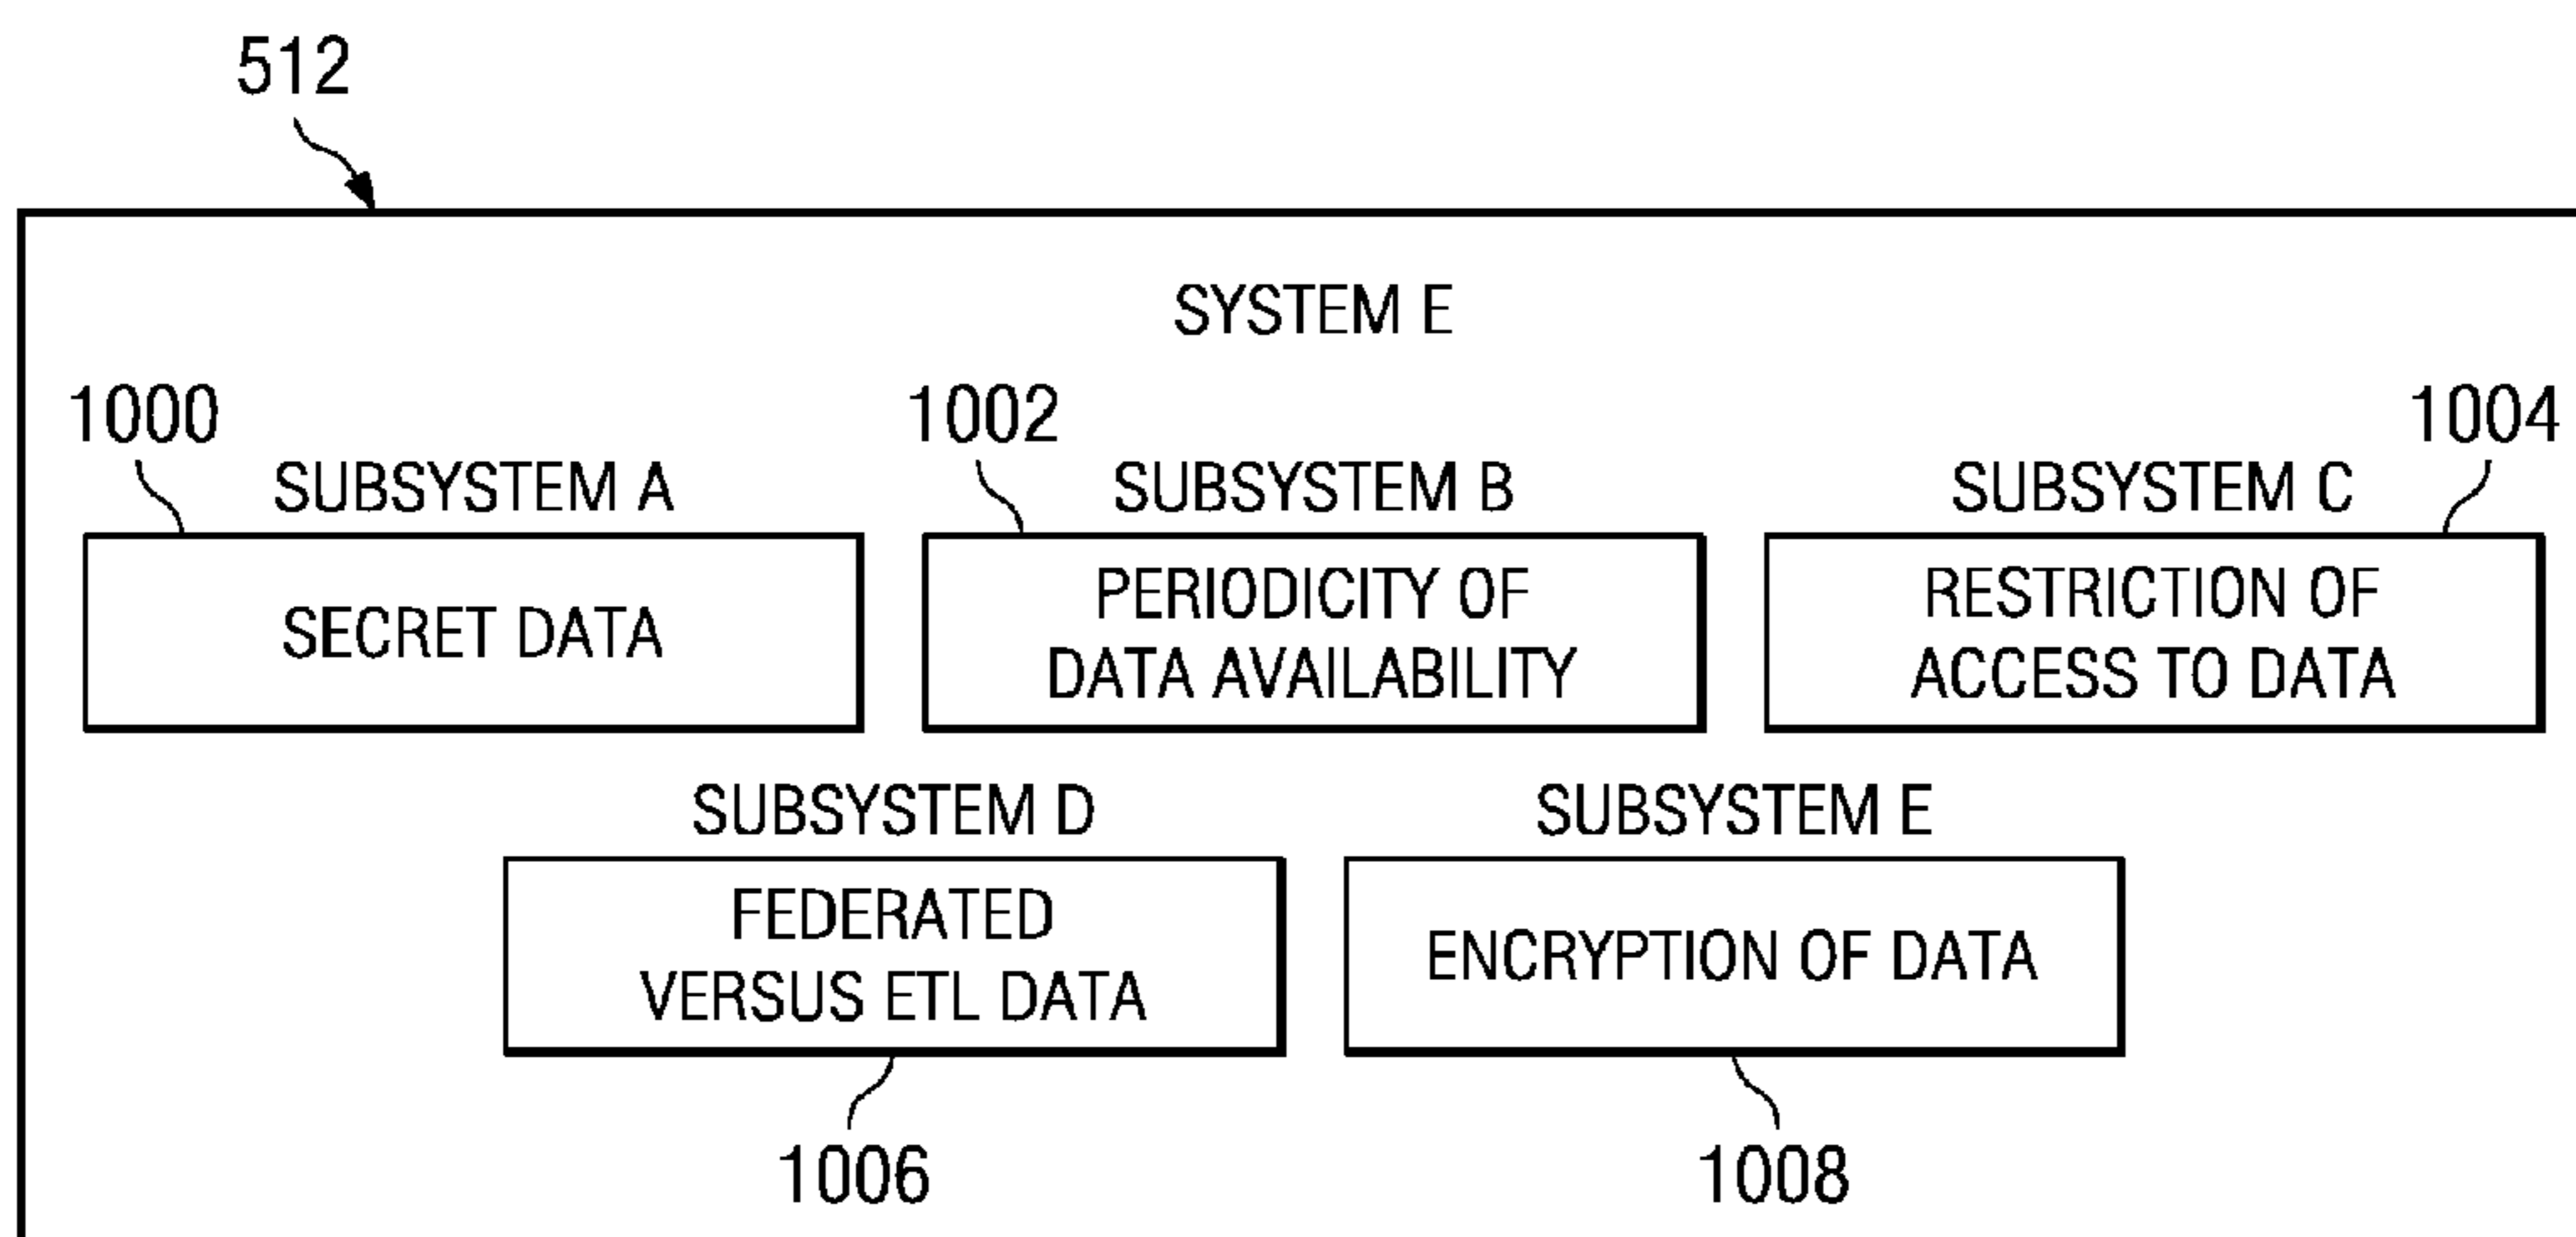 512
SYSTEM E
1000
1002
1004
SUBSYSTEM A
SUBSYSTEM B
SUBSYSTEM C
SECRET DATA
PERIODICITY OF
DATA AVAILABILITY
RESTRICTION OF
ACCESS TO DATA
SUBSYSTEM D
SUBSYSTEM E
FEDERATED
VERSUS ETL DATA
ENCRYPTION OF DATA
1006
1008